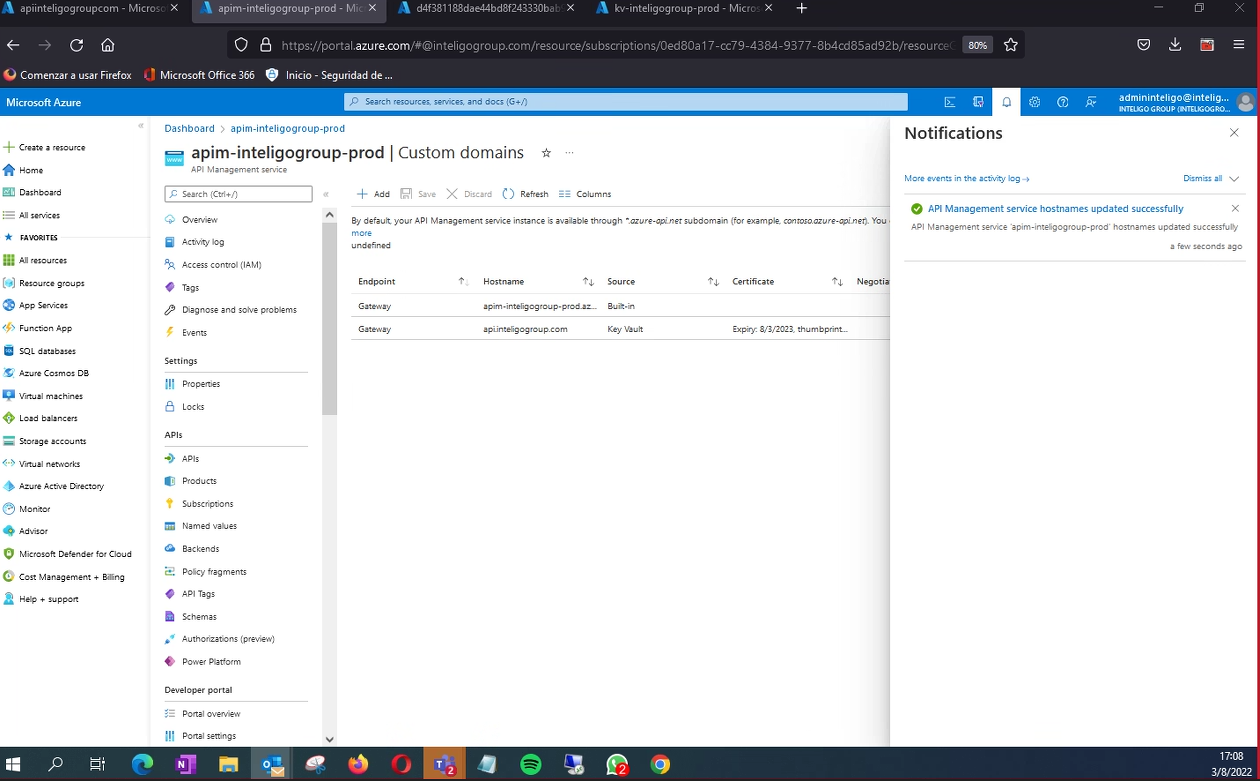 apiinteligogroupcom - Microso
apim-inteligogroup-prod - Mic
d4f381188dae44bd8f243330bab
kv-inteligogroup-prod - Micros
https://portal.azure.com/#@inteligogroup.com/resource/subscriptions/0ed80a17-cc79-4384-9377-8b4cd85ad92b/resource
80%
Comenzar a usar Firefox
Microsoft Office 365
Inicio - Seguridad de ...
Microsoft Azure
Search resources, services, and docs (G+/)
admininteligo@intelig...
INTELIGO GROUP (INTELIGOGRO...
Create a resource
Home
Dashboard
All services
FAVORITES
All resources
Resource groups
App Services
Function App
SQL databases
Azure Cosmos DB
Virtual machines
Load balancers
Storage accounts
Virtual networks
Azure Active Directory
Monitor
Advisor
Microsoft Defender for Cloud
Cost Management + Billing
Help + support
Dashboard > apim-inteligogroup-prod
apim-inteligogroup-prod | Custom domains
API Management service
Search (Ctrl+/)
Overview
Activity log
Access control (IAM)
Tags
Diagnose and solve problems
Events
Settings
Properties
Locks
APIs
APIs
Products
Subscriptions
Named values
Backends
Policy fragments
API Tags
Schemas
Authorizations (preview)
Power Platform
Developer portal
Portal overview
Portal settings
Add Save Discard Refresh Columns
By default, your API Management service instance is available through *.azure-api.net subdomain (for example, contoso.azure-api.net). You
more
undefined
Endpoint Hostname Source Certificate Negotia
Gateway apim-inteligogroup-prod.az... Built-in
Gateway api.inteligogroup.com Key Vault Expiry: 8/3/2023, thumbprint...
Notifications
More events in the activity log → Dismiss all
API Management service hostnames updated successfully
API Management service 'apim-inteligogroup-prod' hostnames updated successfully
a few seconds ago
2
2
17:08
3/8/2022